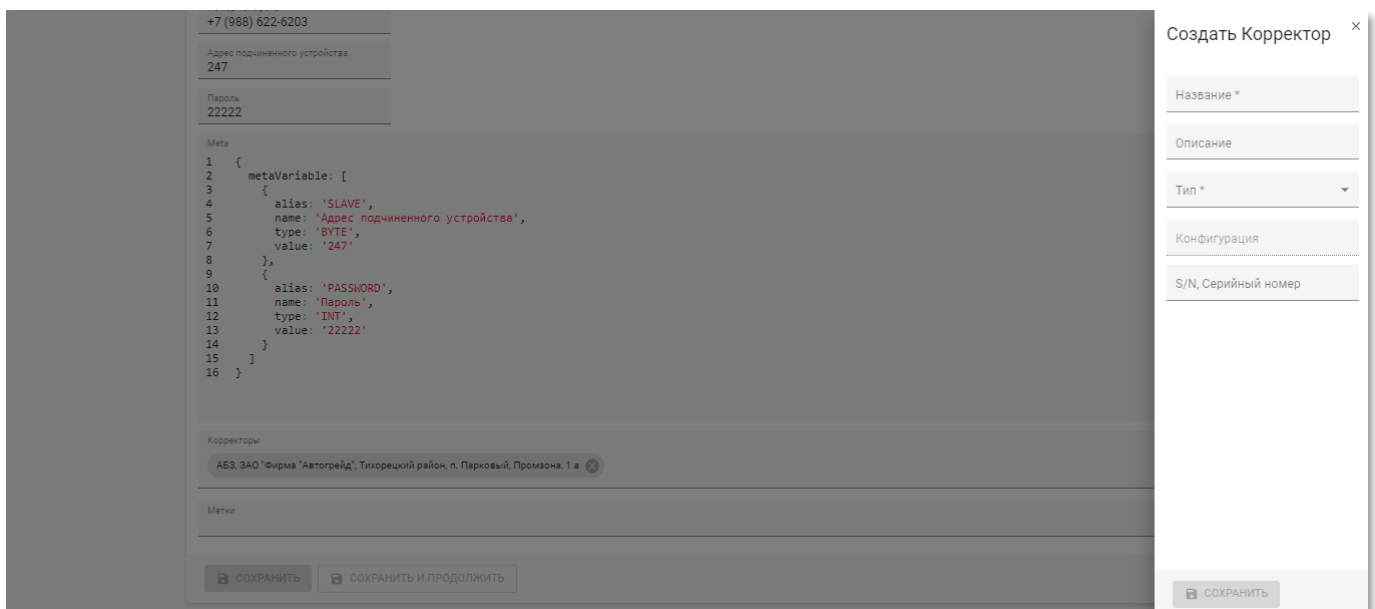 +7 (988) 622-6203
Адрес подчиненного устройства
247
Пароль
22222
Meta
1 {
2 metaVariable: [
3 {
4 alias: 'SLAVE',
5 name: 'Адрес подчиненного устройства',
6 type: 'BYTE',
7 value: '247'
8 },
9 {
10 alias: 'PASSWORD',
11 name: 'Пароль',
12 type: 'INT',
13 value: '22222'
14 }
15 ]
16 }
Корректоры
АБЗ, ЗАО "Фирма "Автогрейд", Тихорецкий район, п. Парковый, Промзона, 1 а
Метки
СОХРАНИТЬ
СОХРАНИТЬ И ПРОДОЛЖИТЬ
Создать Корректор
Название *
Описание
Тип *
Конфигурация
S/N, Серийный номер
СОХРАНИТЬ